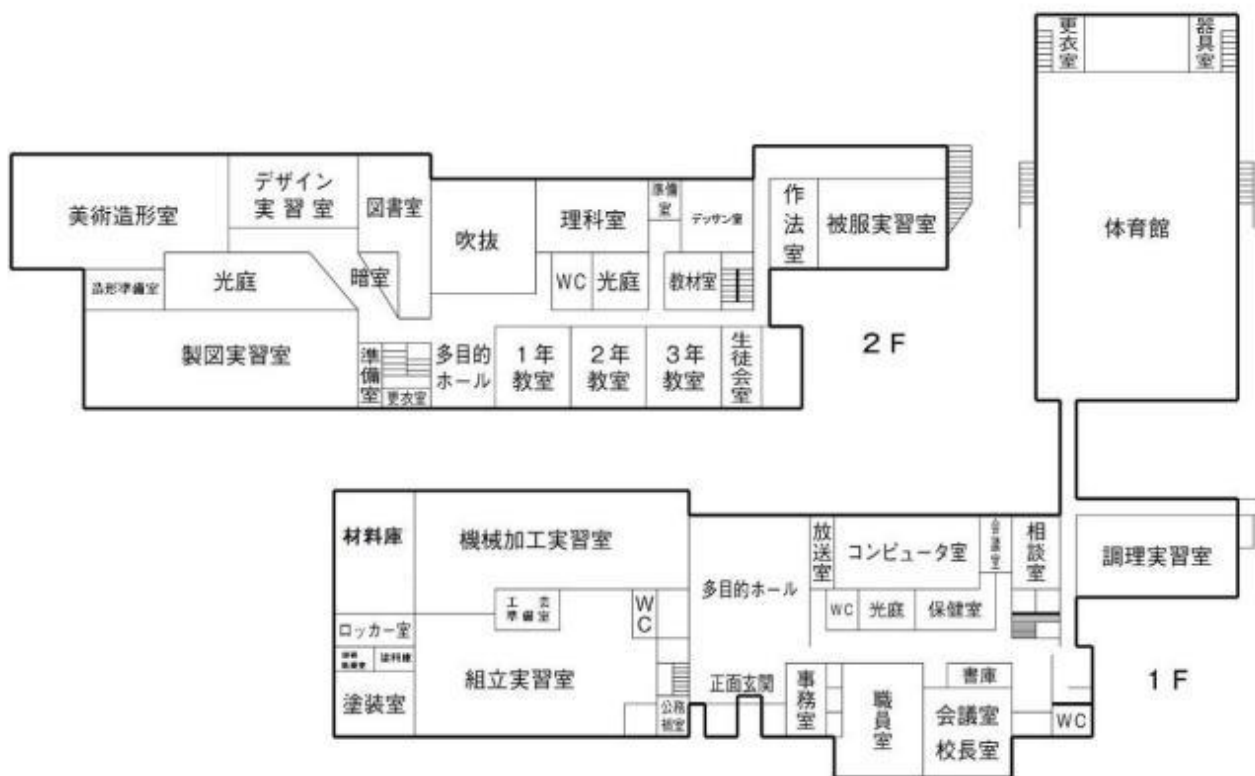 更衣室
器具室
体育館
美術造形室
デザイン
実習室
図書室
吹抜
理科室
準備
室
デッサン室
作法室
被服実習室
造形準備室
光庭
暗室
WC
光庭
教材室
製図実習室
準備室
更衣室
多目的
ホール
1年
教室
2年
教室
3年
教室
生徒会室
2F
材料庫
機械加工実習室
工芸
準備室
WC
ロッカー室
塗料庫
塗装室
組立実習室
多目的ホール
正面玄関
放送室
コンピュータ室
相談室
調理実習室
WC
光庭
保健室
事務室
職員室
書庫
会議室
校長室
WC
1F